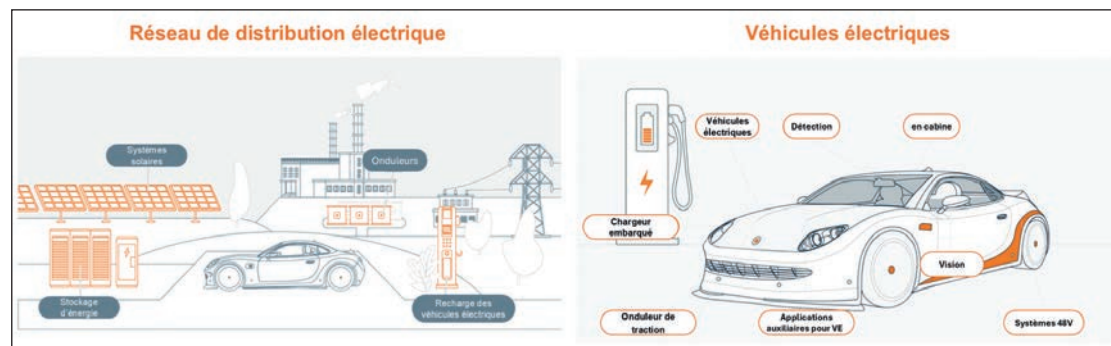 Réseau de distribution électrique
Véhicules électriques
Systèmes
solaires
Onduleurs
Stockage
d'énergie
Recharge des
véhicules électriques
Véhicules
électriques
Détection
en cabine
Chargeur
embarqué
Vision
Onduleur de
traction
Applications
auxiliaires pour VE
Systèmes 48V